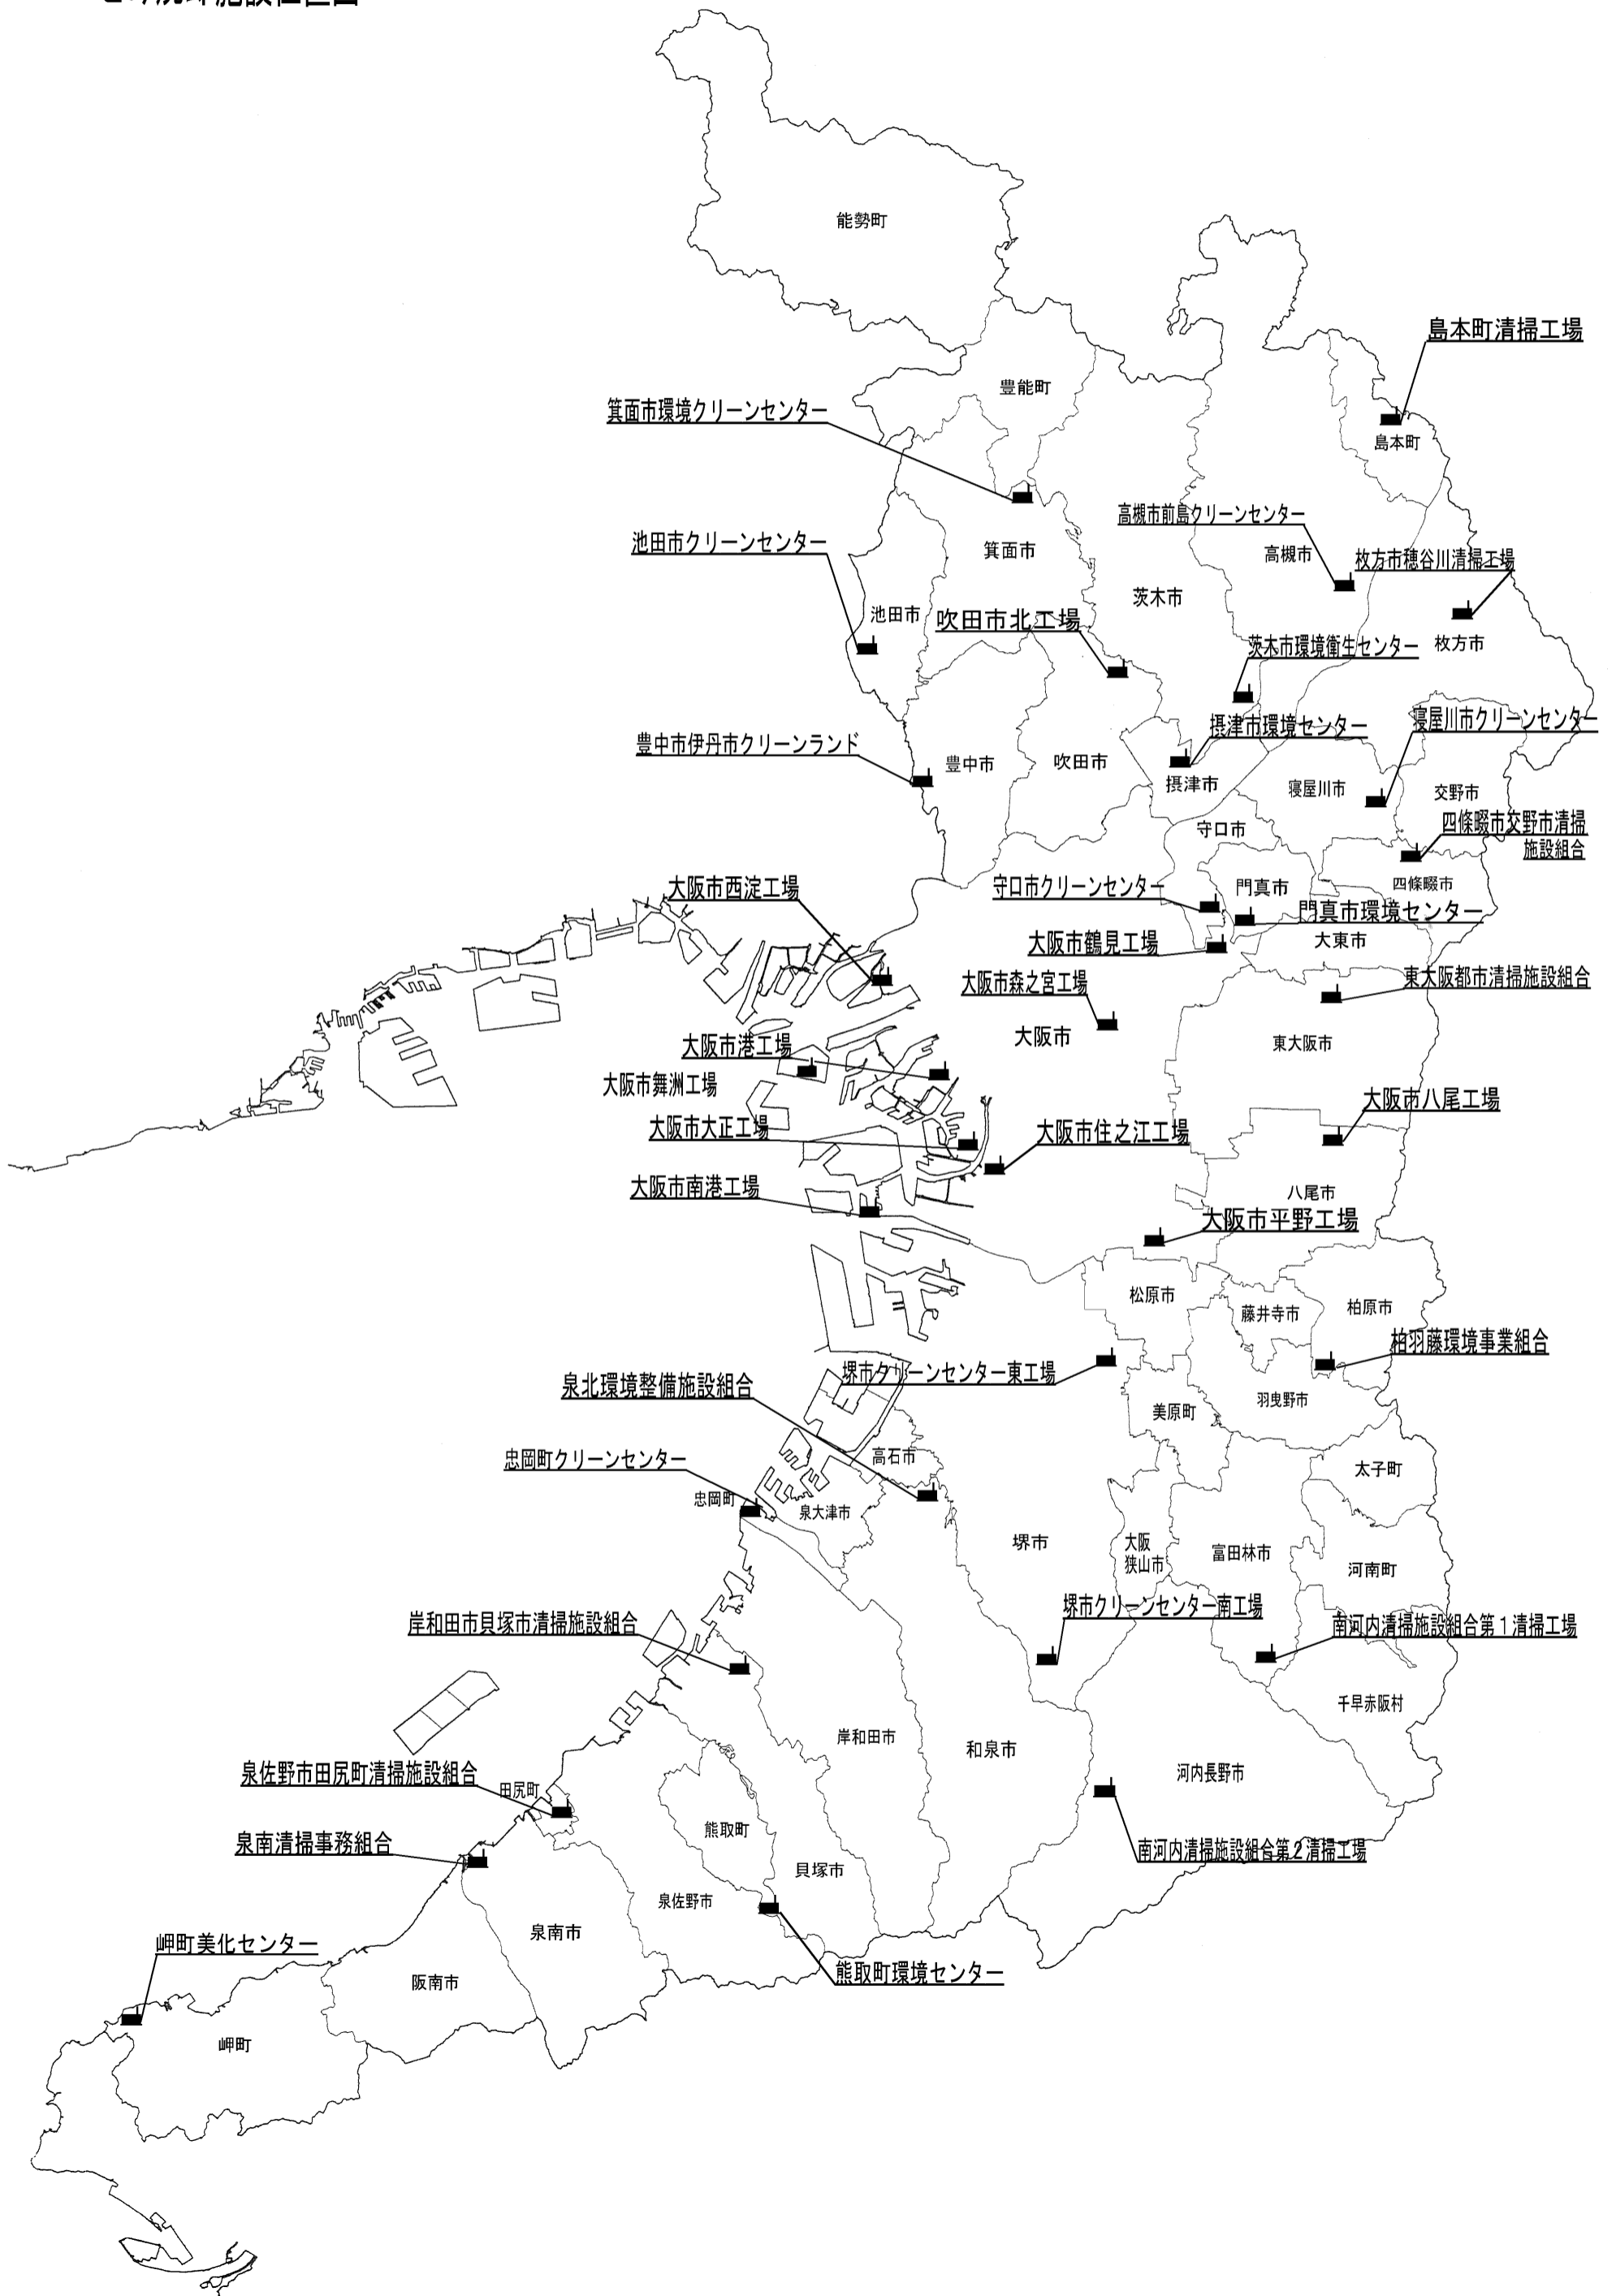 能勢町
島本町清掃工場
豊能町
箕面市環境クリーンセンター
島本町
高槻市前島クリーンセンター
池田市クリーンセンター
箕面市
高槻市
枚方市穂谷川清掃工場
茨木市
池田市
吹田市北工場
枚方市
茨木市環境衛生センター
寝屋川市クリーンセンター
摂津市環境センター
豊中市伊丹市クリーンランド
豊中市
吹田市
摂津市
寝屋川市
交野市
四條畷市交野市清掃
施設組合
守口市
大阪市西淀工場
守口市クリーンセンター
門真市
四條畷市
門真市環境センター
大阪市鶴見工場
大東市
大阪市森之宮工場
東大阪都市清掃施設組合
大阪市
大阪市港工場
東大阪市
大阪市舞洲工場
大阪市八尾工場
大阪市大正工場
大阪市住之江工場
大阪市南港工場
八尾市
大阪市平野工場
松原市
藤井寺市
柏原市
柏羽藤環境事業組合
堺市クリーンセンター東工場
泉北環境整備施設組合
羽曳野市
美原町
高石市
忠岡町クリーンセンター
太子町
忠岡町
泉大津市
堺市
大阪
狭山市
富田林市
河南町
堺市クリーンセンター南工場
岸和田市貝塚市清掃施設組合
南河内清掃施設組合第１清掃工場
千早赤阪村
岸和田市
和泉市
泉佐野市田尻町清掃施設組合
河内長野市
田尻町
熊取町
泉南清掃事務組合
南河内清掃施設組合第２清掃工場
貝塚市
泉佐野市
泉南市
岬町美化センター
熊取町環境センター
阪南市
岬町